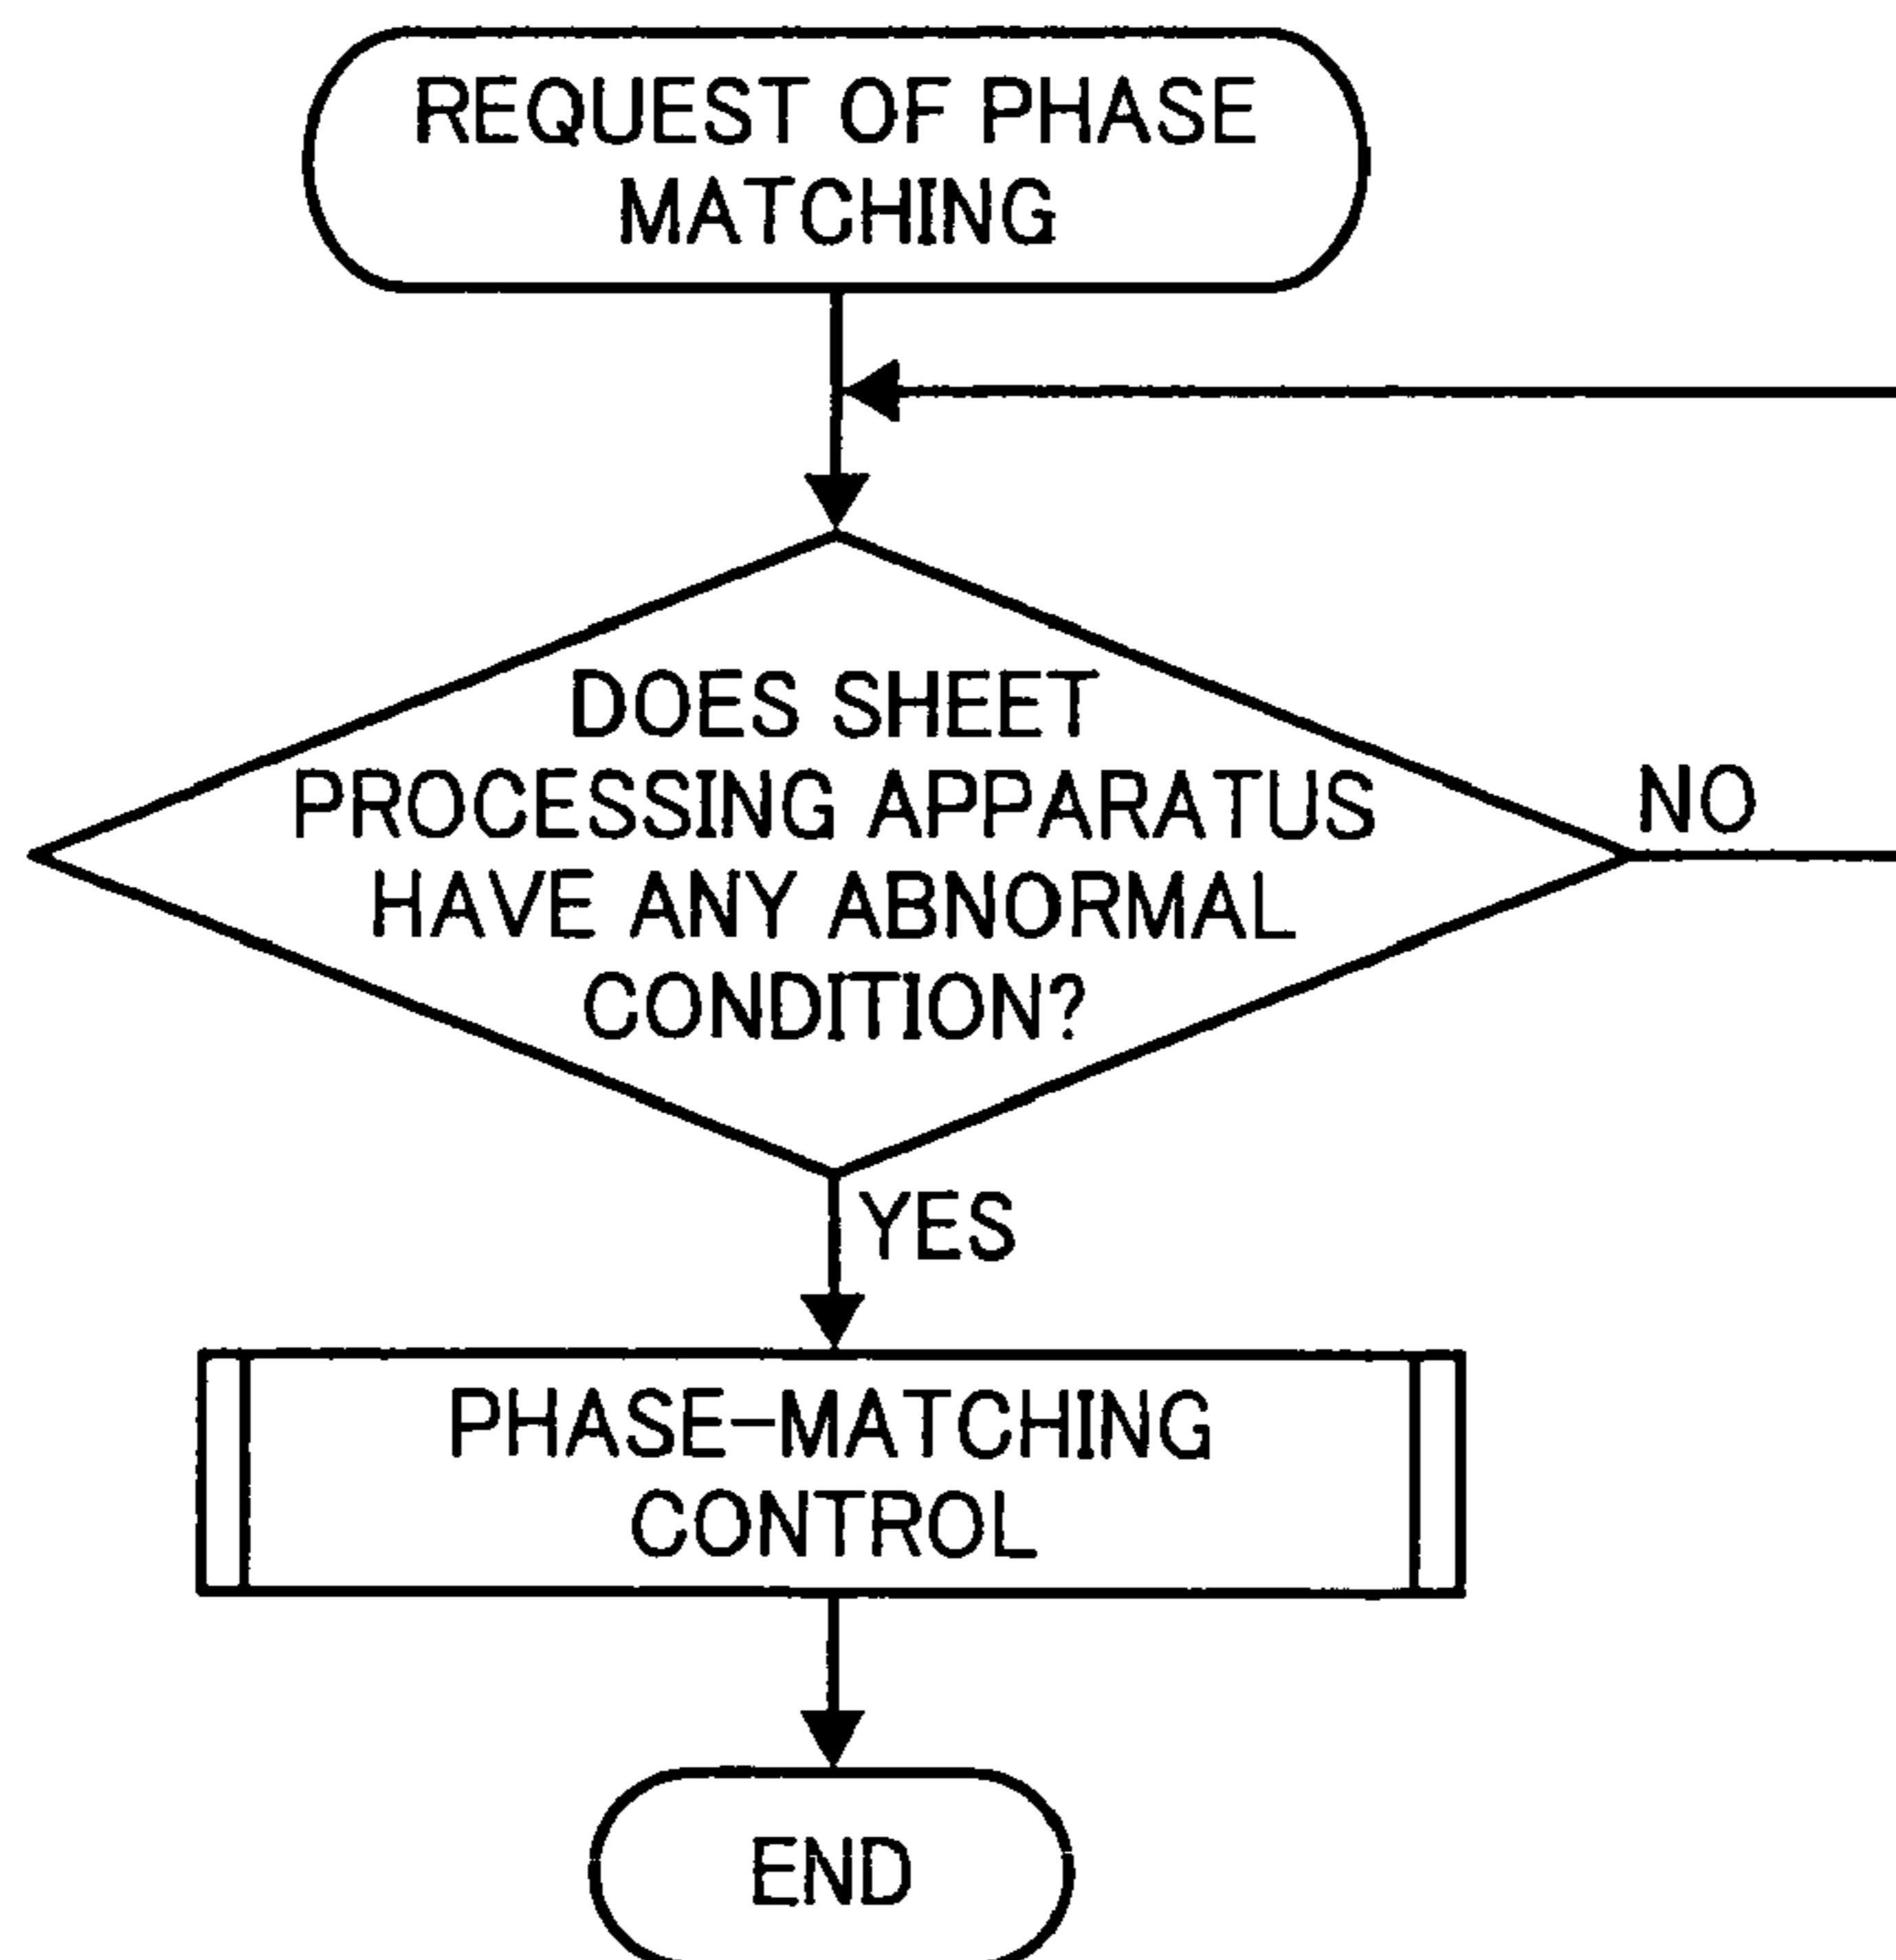 REQUEST OF PHASE
MATCHING
DOES SHEET
PROCESSING APPARATUS
HAVE ANY ABNORMAL
CONDITION?
NO
YES
PHASE-MATCHING
CONTROL
END